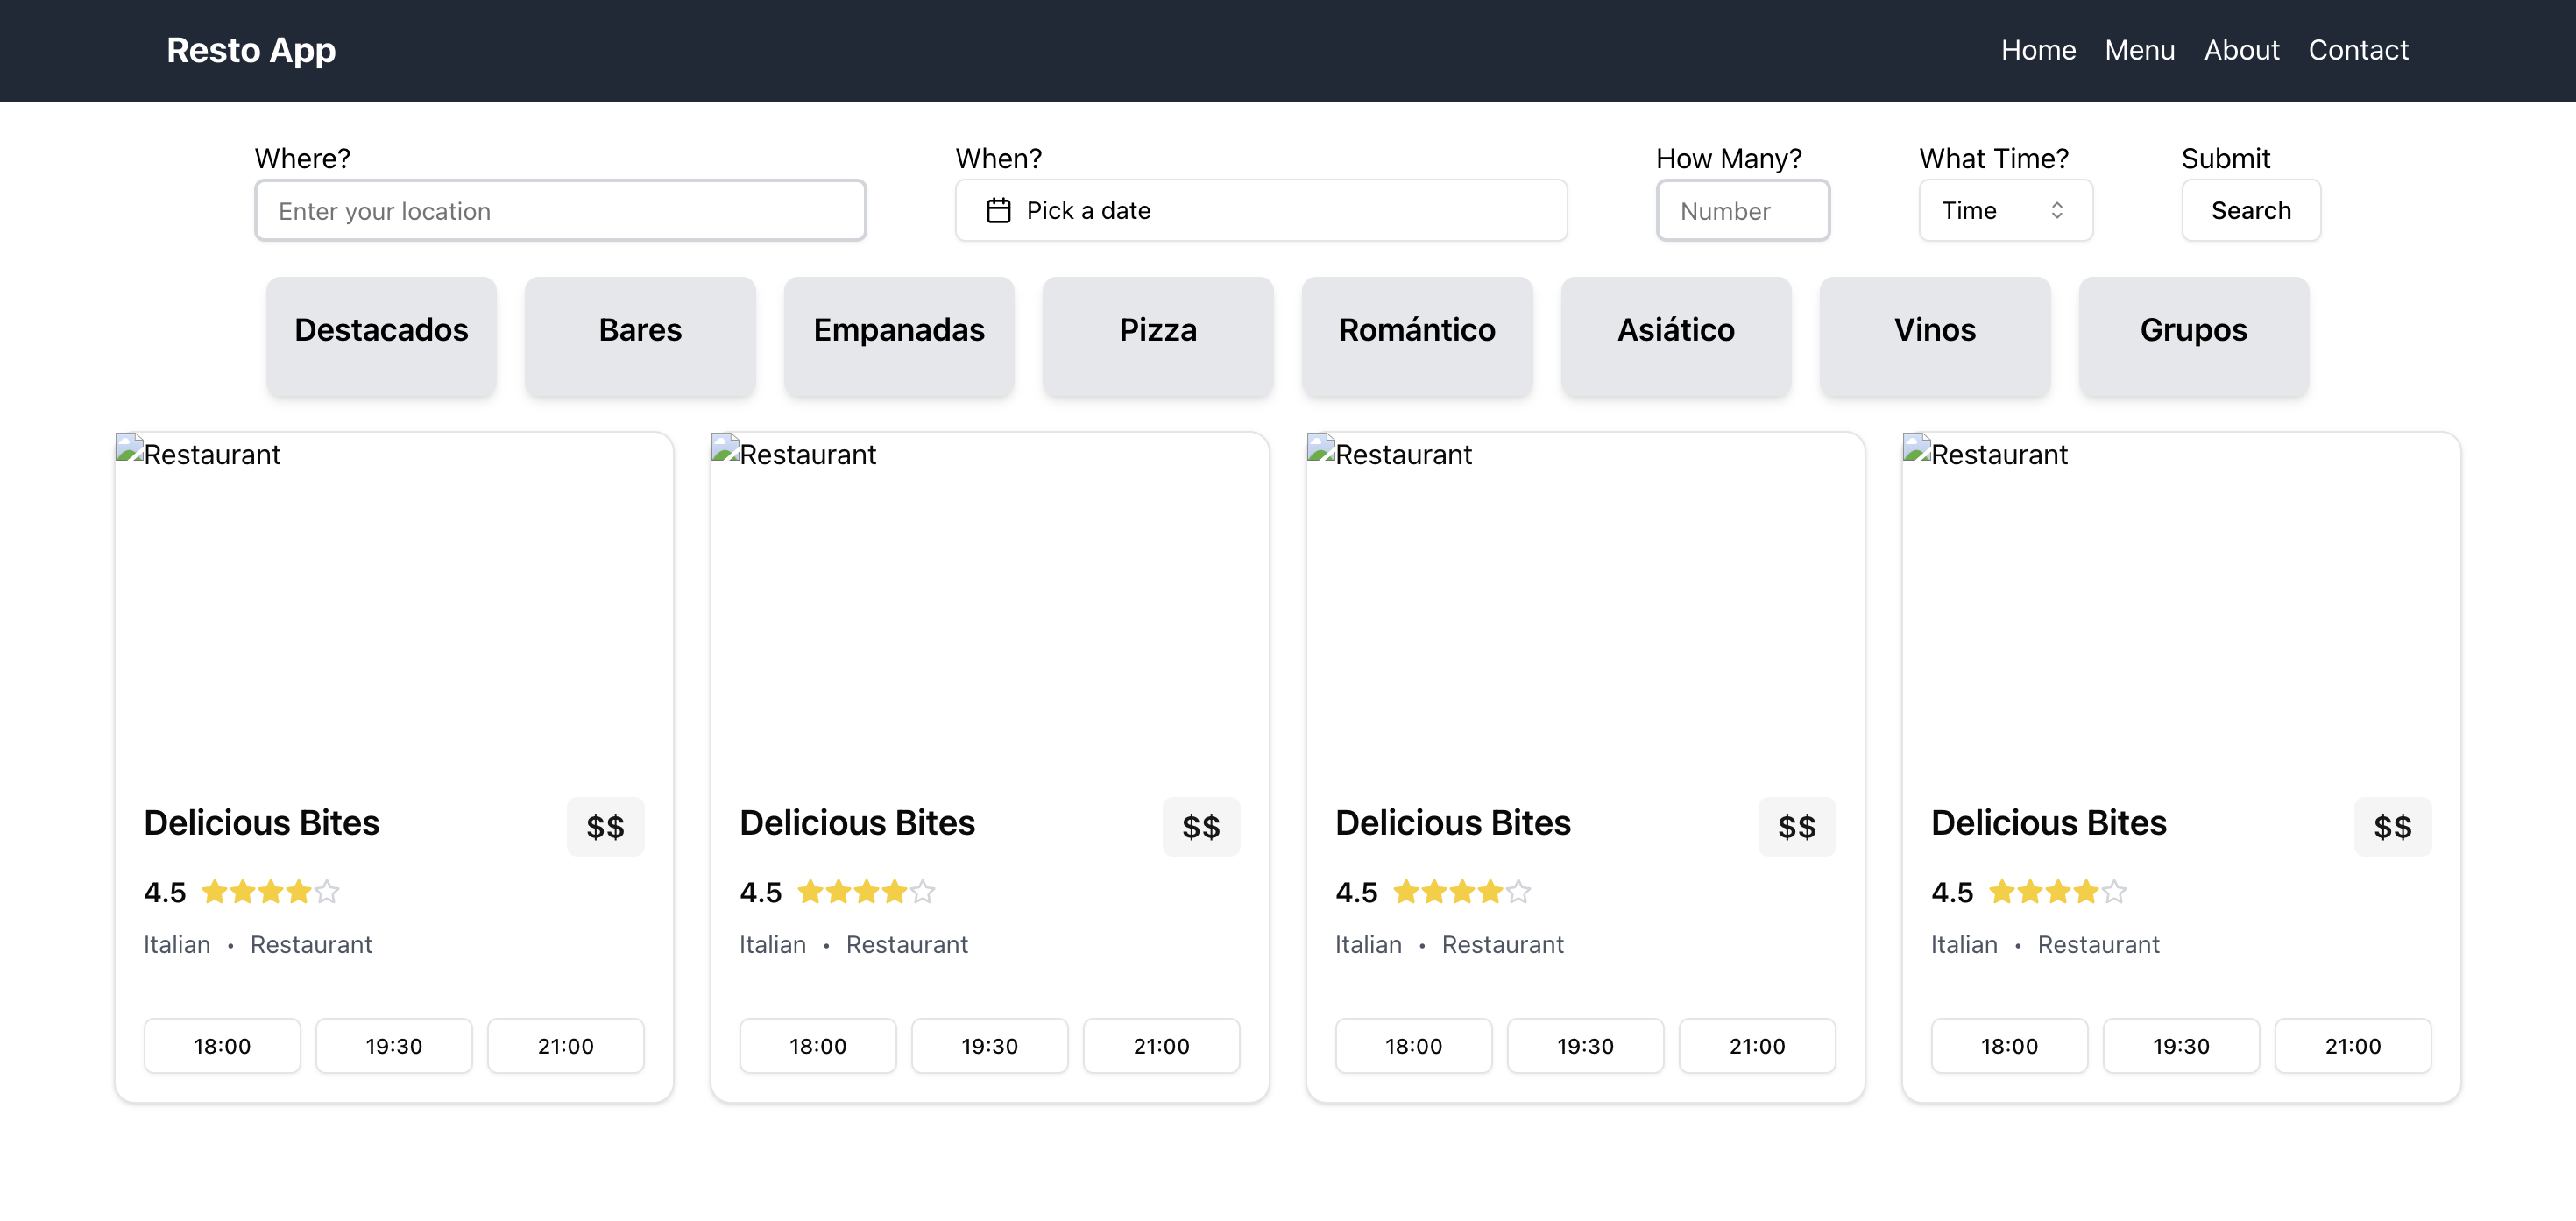 Resto App
Home Menu About Contact
Where? When? How Many? What Time? Submit
Enter your location Pick a date Number Time Search
Destacados Bares Empanadas Pizza Romántico Asiático Vinos Grupos
Restaurant Restaurant Restaurant Restaurant
Delicious Bites $$ Delicious Bites $$ Delicious Bites $$ Delicious Bites $$
4.5 4.5 4.5 4.5
Italian • Restaurant Italian • Restaurant Italian • Restaurant Italian • Restaurant
18:00 19:30 21:00 18:00 19:30 21:00 18:00 19:30 21:00 18:00 19:30 21:00